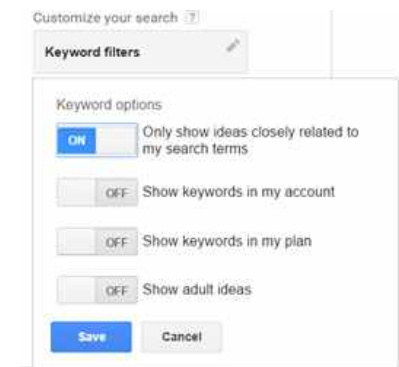 Customize your search ?
Keyword filters
Keyword options
ON Only show ideas closely related to
my search terms
OFF Show keywords in my account
OFF Show keywords in my plan
OFF Show adult ideas
Save Cancel